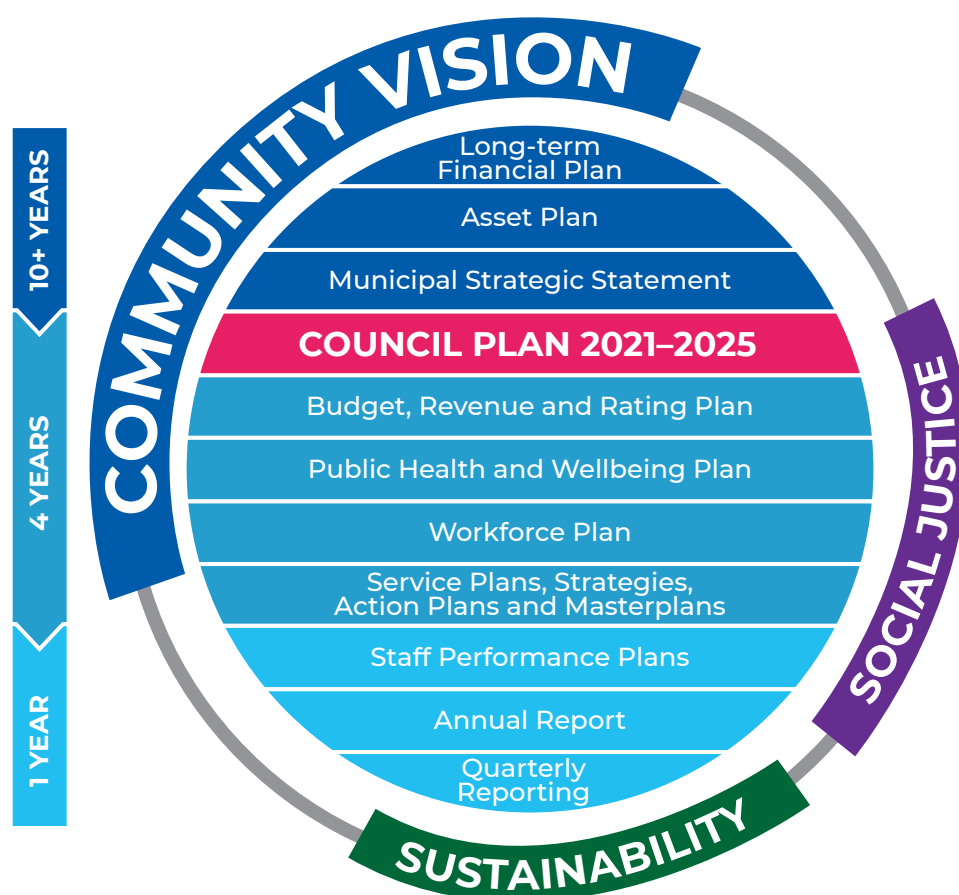 COMMUNITY VISION
10+ YEARS
4 YEARS
1 YEAR
Long-term
Financial Plan
Asset Plan
Municipal Strategic Statement
COUNCIL PLAN 2021–2025
Budget, Revenue and Rating Plan
Public Health and Wellbeing Plan
Workforce Plan
Service Plans, Strategies,
Action Plans and Masterplans
Staff Performance Plans
Annual Report
Quarterly
Reporting
SOCIAL JUSTICE
SUSTAINABILITY